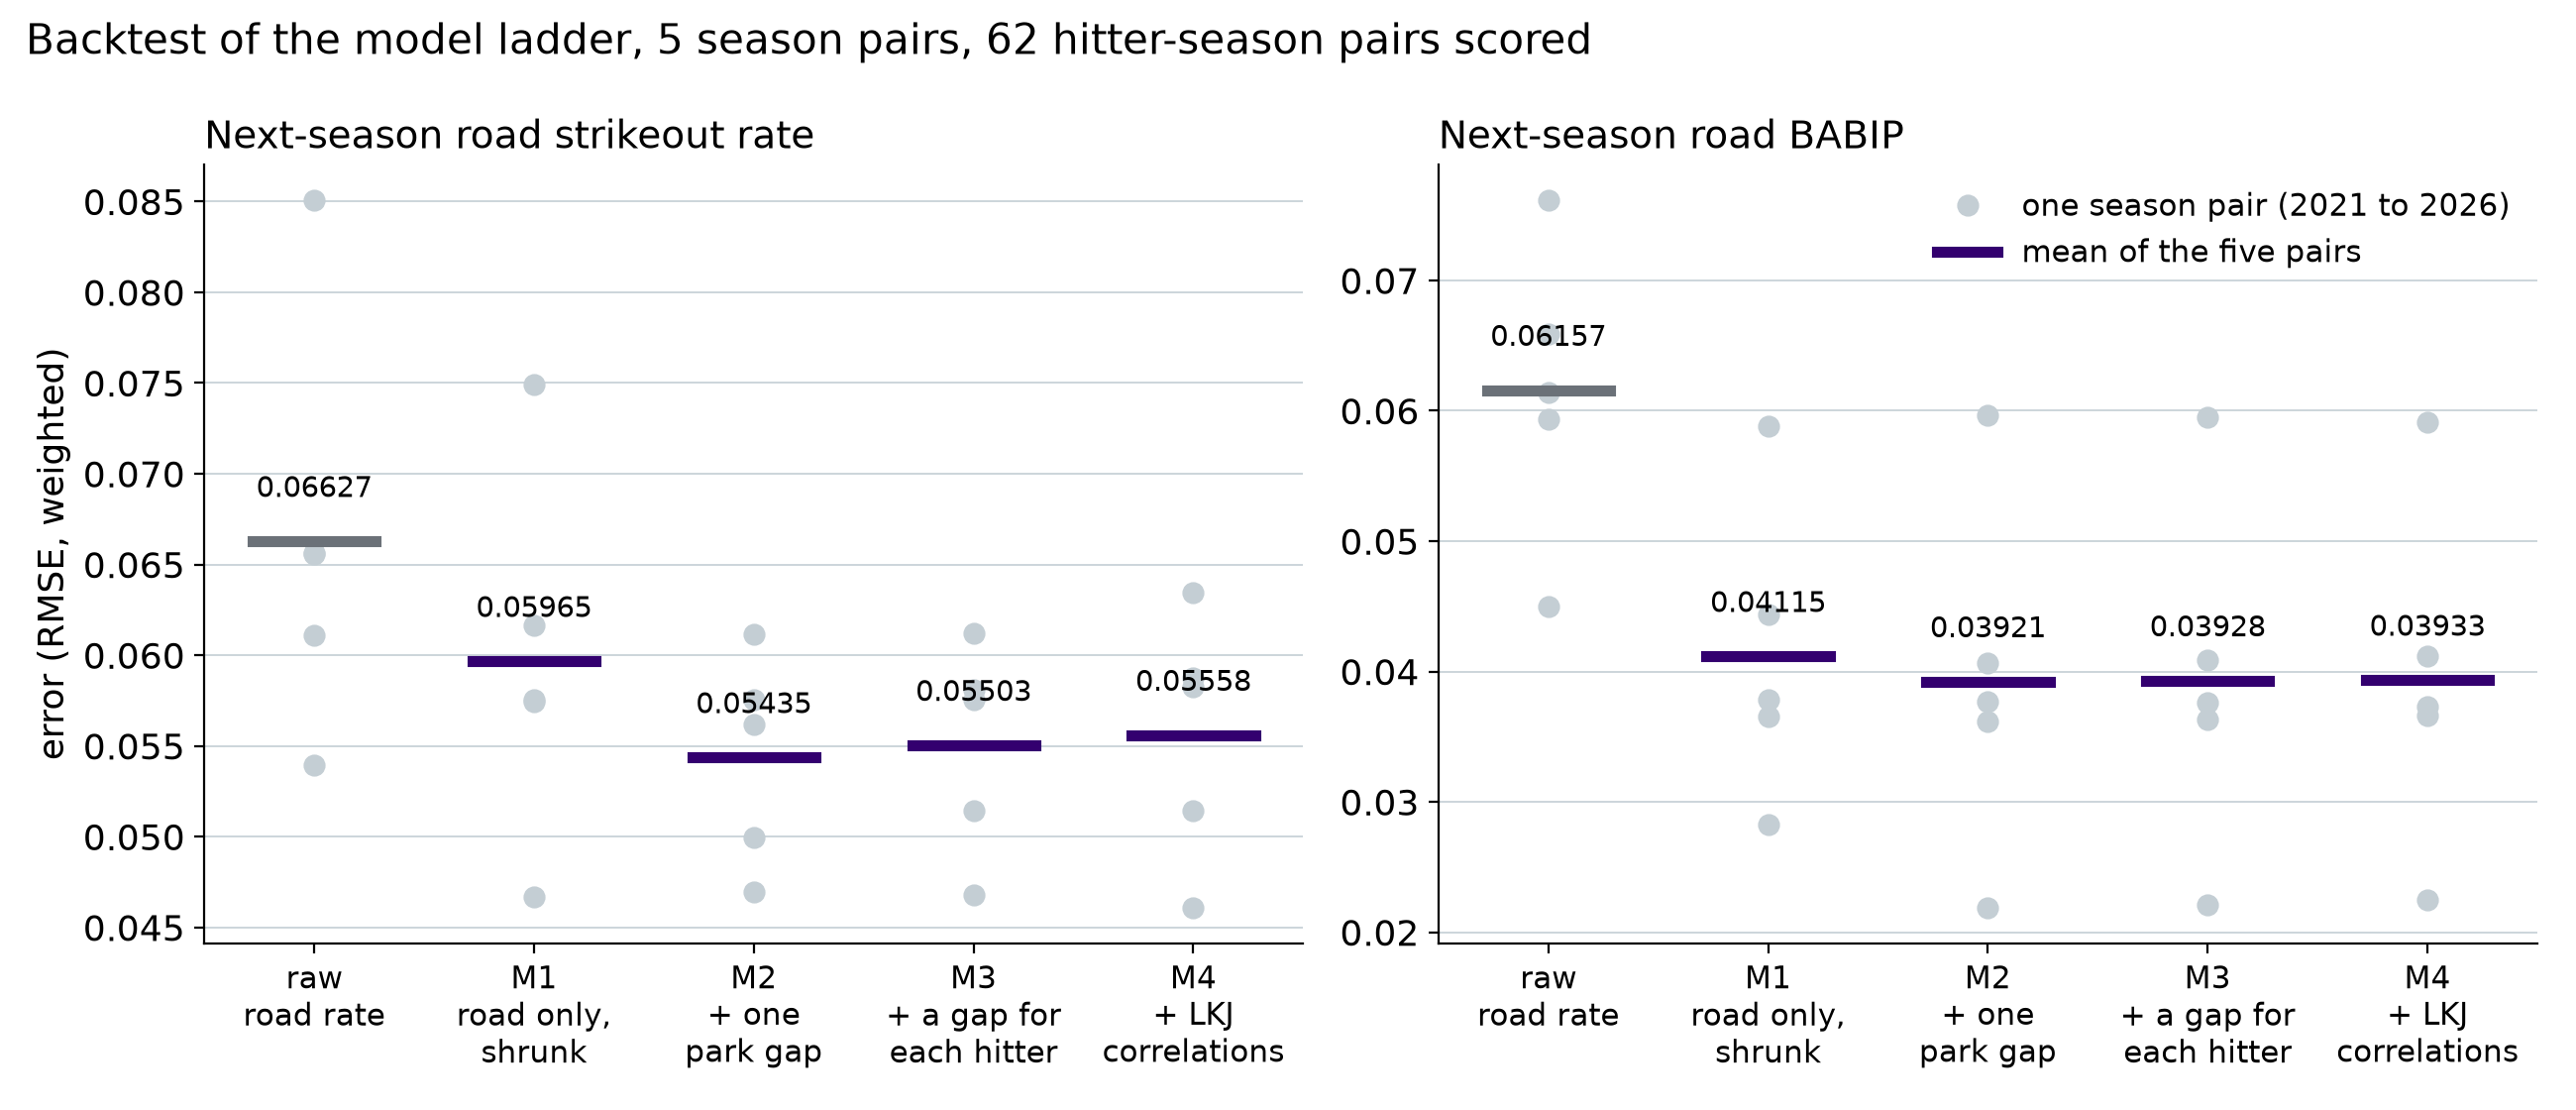 Backtest of the model ladder, 5 season pairs, 62 hitter-season pairs scored
Next-season road strikeout rate
error (RMSE, weighted)
0.085
0.080
0.075
0.070
0.065
0.060
0.055
0.050
0.045
0.06627
0.05965
0.05435
0.05503
0.05558
raw
road rate
M1
road only,
shrunk
M2
+ one
park gap
M3
+ a gap for
each hitter
M4
+ LKJ
correlations
Next-season road BABIP
one season pair (2021 to 2026)
mean of the five pairs
0.07
0.06
0.05
0.04
0.03
0.02
0.06157
0.04115
0.03921
0.03928
0.03933
raw
road rate
M1
road only,
shrunk
M2
+ one
park gap
M3
+ a gap for
each hitter
M4
+ LKJ
correlations